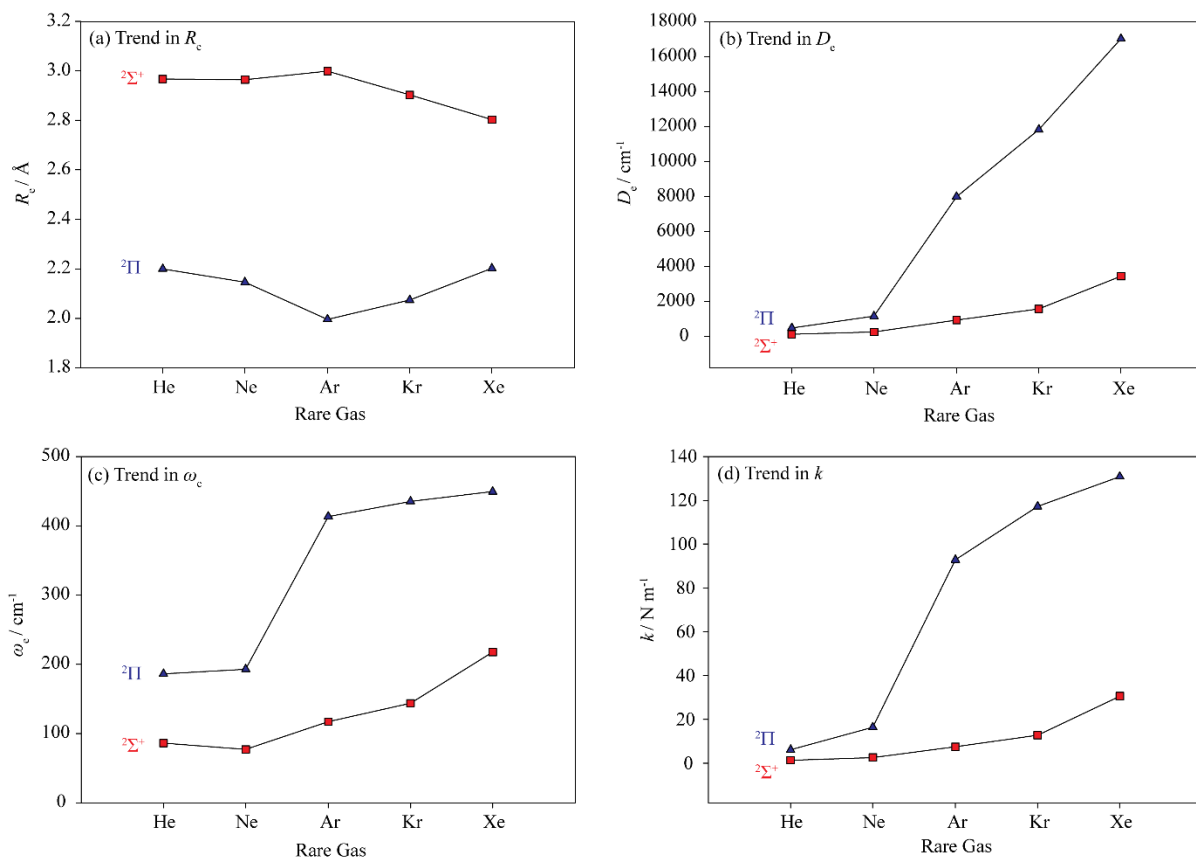 (a) Trend in Rₑ
3.2
3.0
2.8
2.6
2.4
2.2
2.0
1.8
Rₑ / Å
²Σ⁺
²Π
He Ne Ar Kr Xe
Rare Gas
(b) Trend in Dₑ
18000
16000
14000
12000
10000
8000
6000
4000
2000
0
Dₑ / cm⁻¹
²Π
²Σ⁺
He Ne Ar Kr Xe
Rare Gas
(c) Trend in ωₑ
500
400
300
200
100
0
ωₑ / cm⁻¹
²Π
²Σ⁺
He Ne Ar Kr Xe
Rare Gas
(d) Trend in k
140
120
100
80
60
40
20
0
k / N m⁻¹
²Π
²Σ⁺
He Ne Ar Kr Xe
Rare Gas